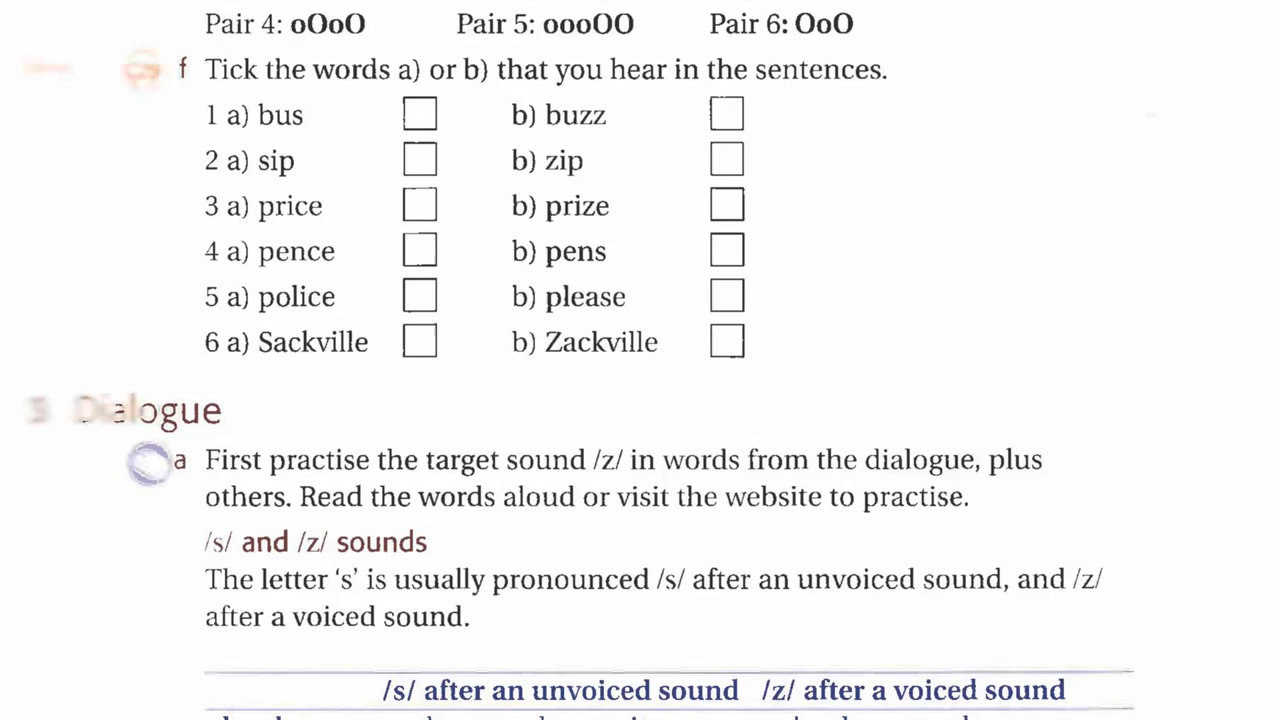 Pair 4: oOoO Pair 5: oooOO Pair 6: OoO
f Tick the words a) or b) that you hear in the sentences.
1 a) bus b) buzz
2 a) sip b) zip
3 a) price b) prize
4 a) pence b) pens
5 a) police b) please
6 a) Sackville b) Zackville
3 Dialogue
a First practise the target sound /z/ in words from the dialogue, plus
others. Read the words aloud or visit the website to practise.
/s/ and /z/ sounds
The letter ‘s’ is usually pronounced /s/ after an unvoiced sound, and /z/
after a voiced sound.
/s/ after an unvoiced sound /z/ after a voiced sound